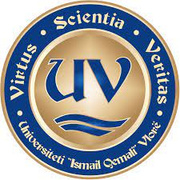 • Virtus • Scientia • Veritas •
UV
Universiteti "Ismail Qemali" Vlorë